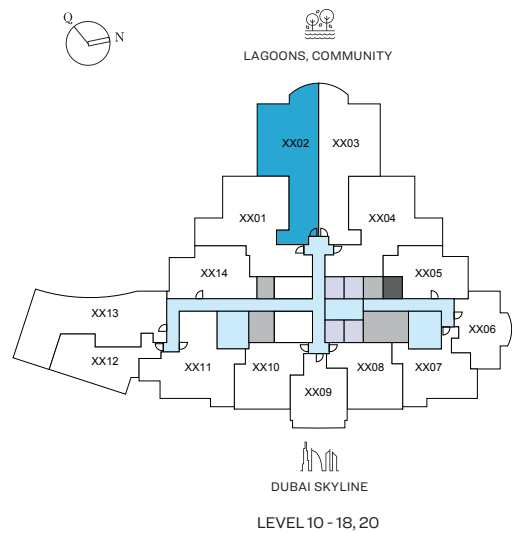 Q
N
LAGOONS, COMMUNITY
XX02
XX03
XX01
XX04
XX14
XX05
XX13
XX06
XX12
XX11
XX10
XX08
XX07
XX09
DUBAI SKYLINE
LEVEL 10 - 18, 20